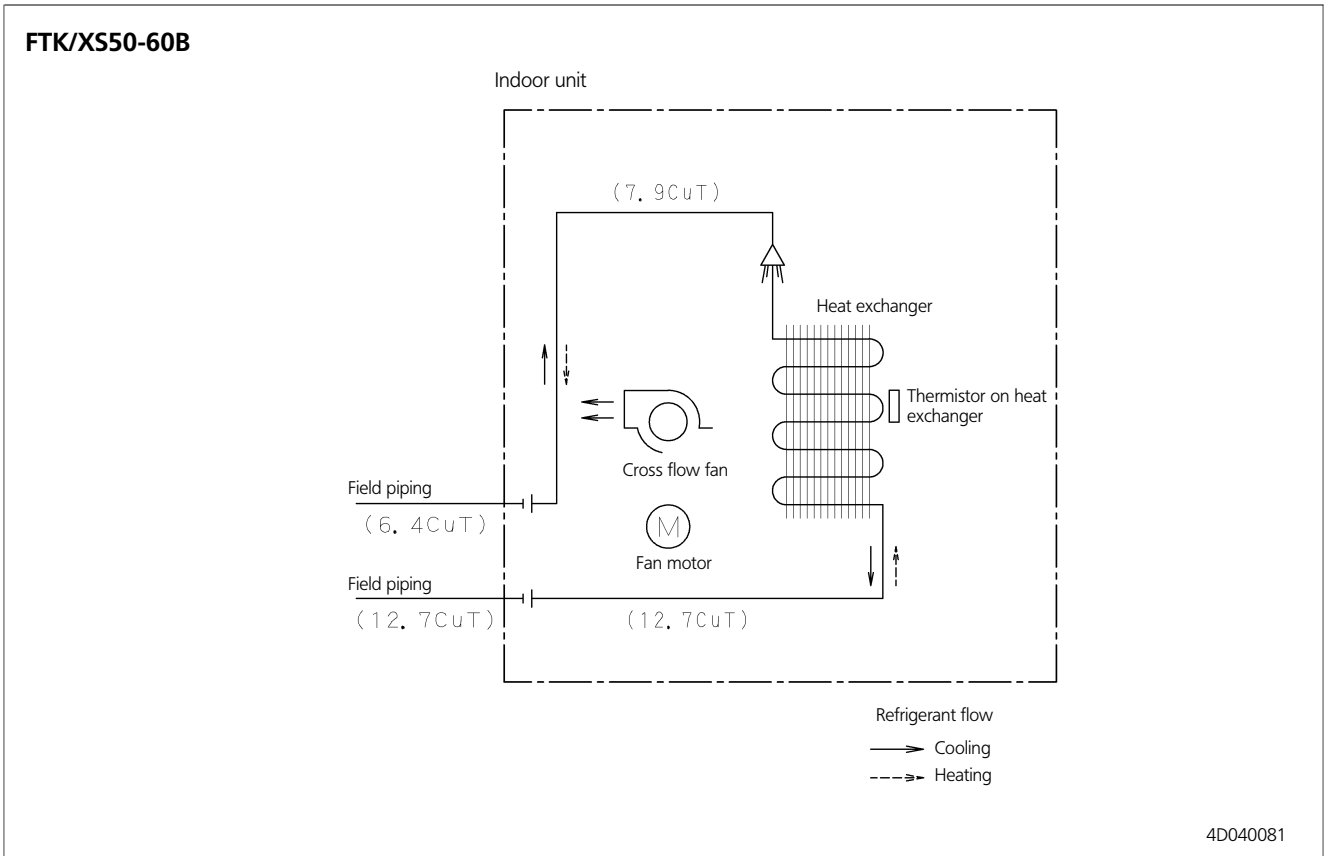 FTK/XS50-60B
Indoor unit
(7. 9CuT)
Heat exchanger
Thermistor on heat
exchanger
Cross flow fan
Field piping
(6. 4CuT)
M
Fan motor
Field piping
(12. 7CuT)
(12. 7CuT)
Refrigerant flow
Cooling
Heating
4D040081